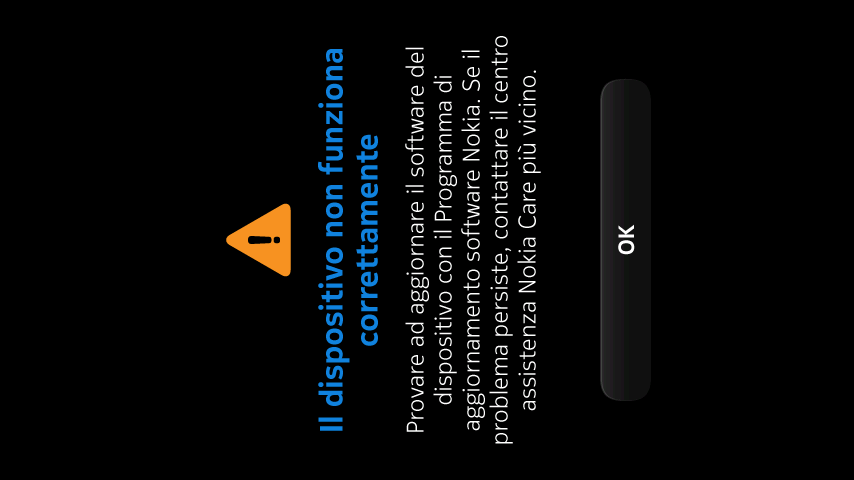 Il dispositivo non funziona
correttamente
Provare ad aggiornare il software del
dispositivo con il Programma di
aggiornamento software Nokia. Se il
problema persiste, contattare il centro
assistenza Nokia Care più vicino.
OK